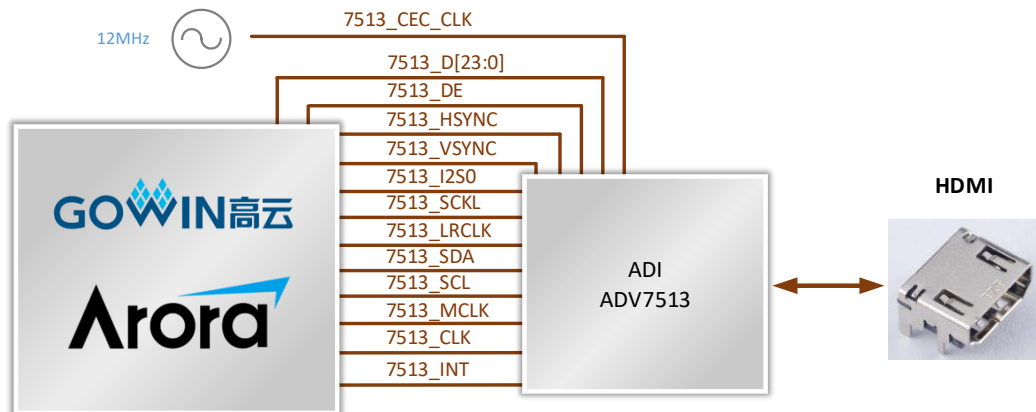 7513_CEC_CLK
12MHz
7513_D[23:0]
7513_DE
7513_HSYNC
7513_VSYNC
7513_I2S0
7513_SCKL
7513_LRCLK
7513_SDA
7513_SCL
7513_MCLK
7513_CLK
7513_INT
GOWIN高云
Arora
ADI
ADV7513
HDMI